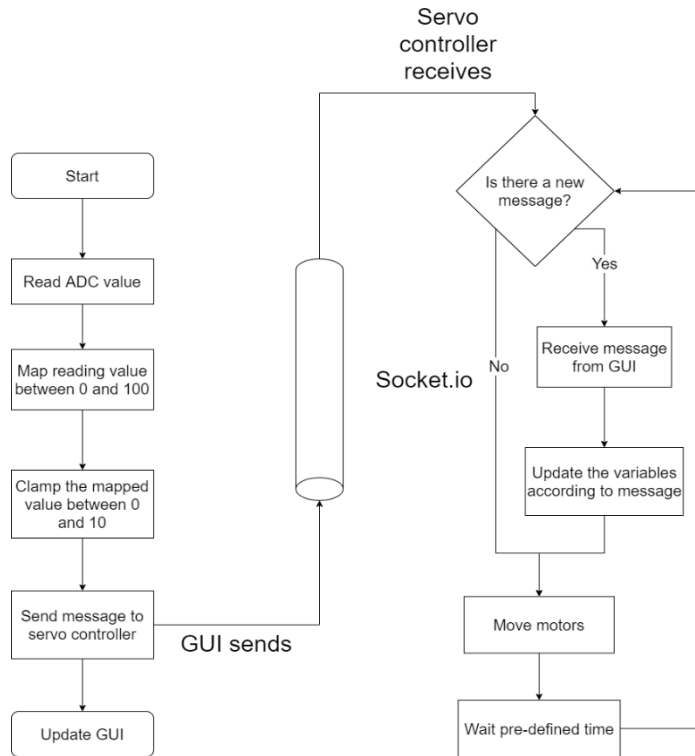 Start
Read ADC value
Map reading value
between 0 and 100
Clamp the mapped
value between 0
and 10
Send message to
servo controller
Update GUI
GUI sends
Socket.io
Servo
controller
receives
Is there a new
message?
Yes
No
Receive message
from GUI
Update the variables
according to message
Move motors
Wait pre-defined time